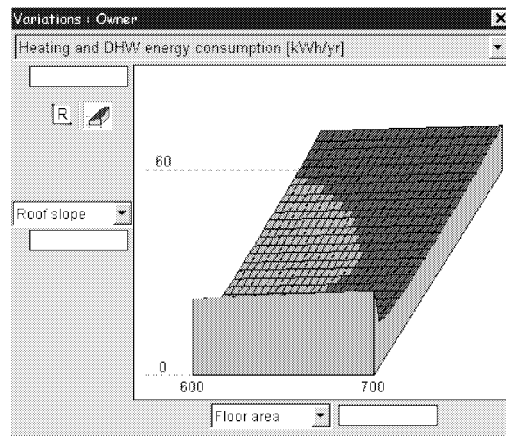 Variations : Owner
Heating and DHW energy consumption [kWh/yr]
R
60
Roof slope
0
600 700
Floor area